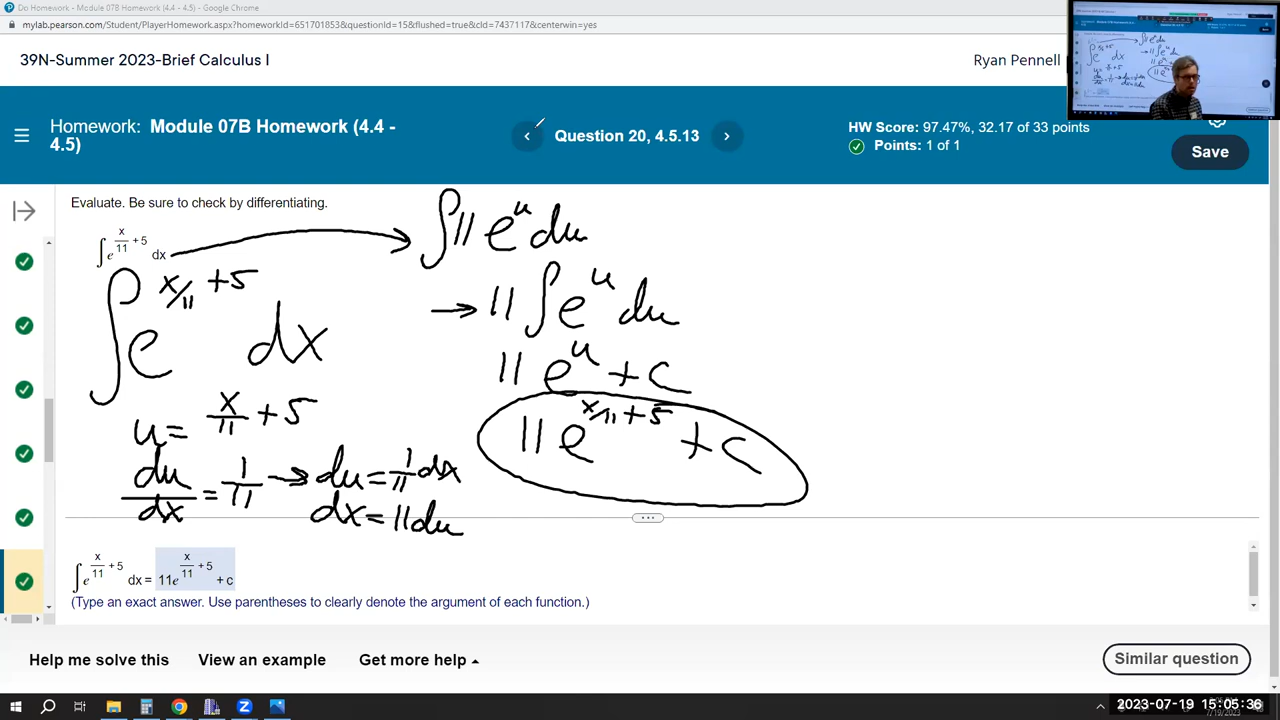 Do Homework - Module 07B Homework (4.4 - 4.5) - Google Chrome
mylab.pearson.com/Student/PlayerHomework.aspx?homeworkId=651701853&questionId=15&flushed=true&cId=7437117&centerwin=yes
39N-Summer 2023-Brief Calculus I
Ryan Pennell
Homework: Module 07B Homework (4.4 - 4.5)
Question 20, 4.5.13
HW Score: 97.47%, 32.17 of 33 points
Points: 1 of 1
Save
Evaluate. Be sure to check by differentiating.
∫ e^(x/11 + 5) dx
∫ e^(x/11 + 5) dx
u = x/11 + 5
du/dx = 1/11 → du = 1/11 dx
dx = 11 du
∫ 11 e^u du
→ 11 ∫ e^u du
11 e^u + c
11 e^(x/11 + 5) + c
∫ e^(x/11 + 5) dx = 11e^(x/11 + 5) + c
(Type an exact answer. Use parentheses to clearly denote the argument of each function.)
Help me solve this
View an example
Get more help
Similar question
2023-07-19 15:05:36